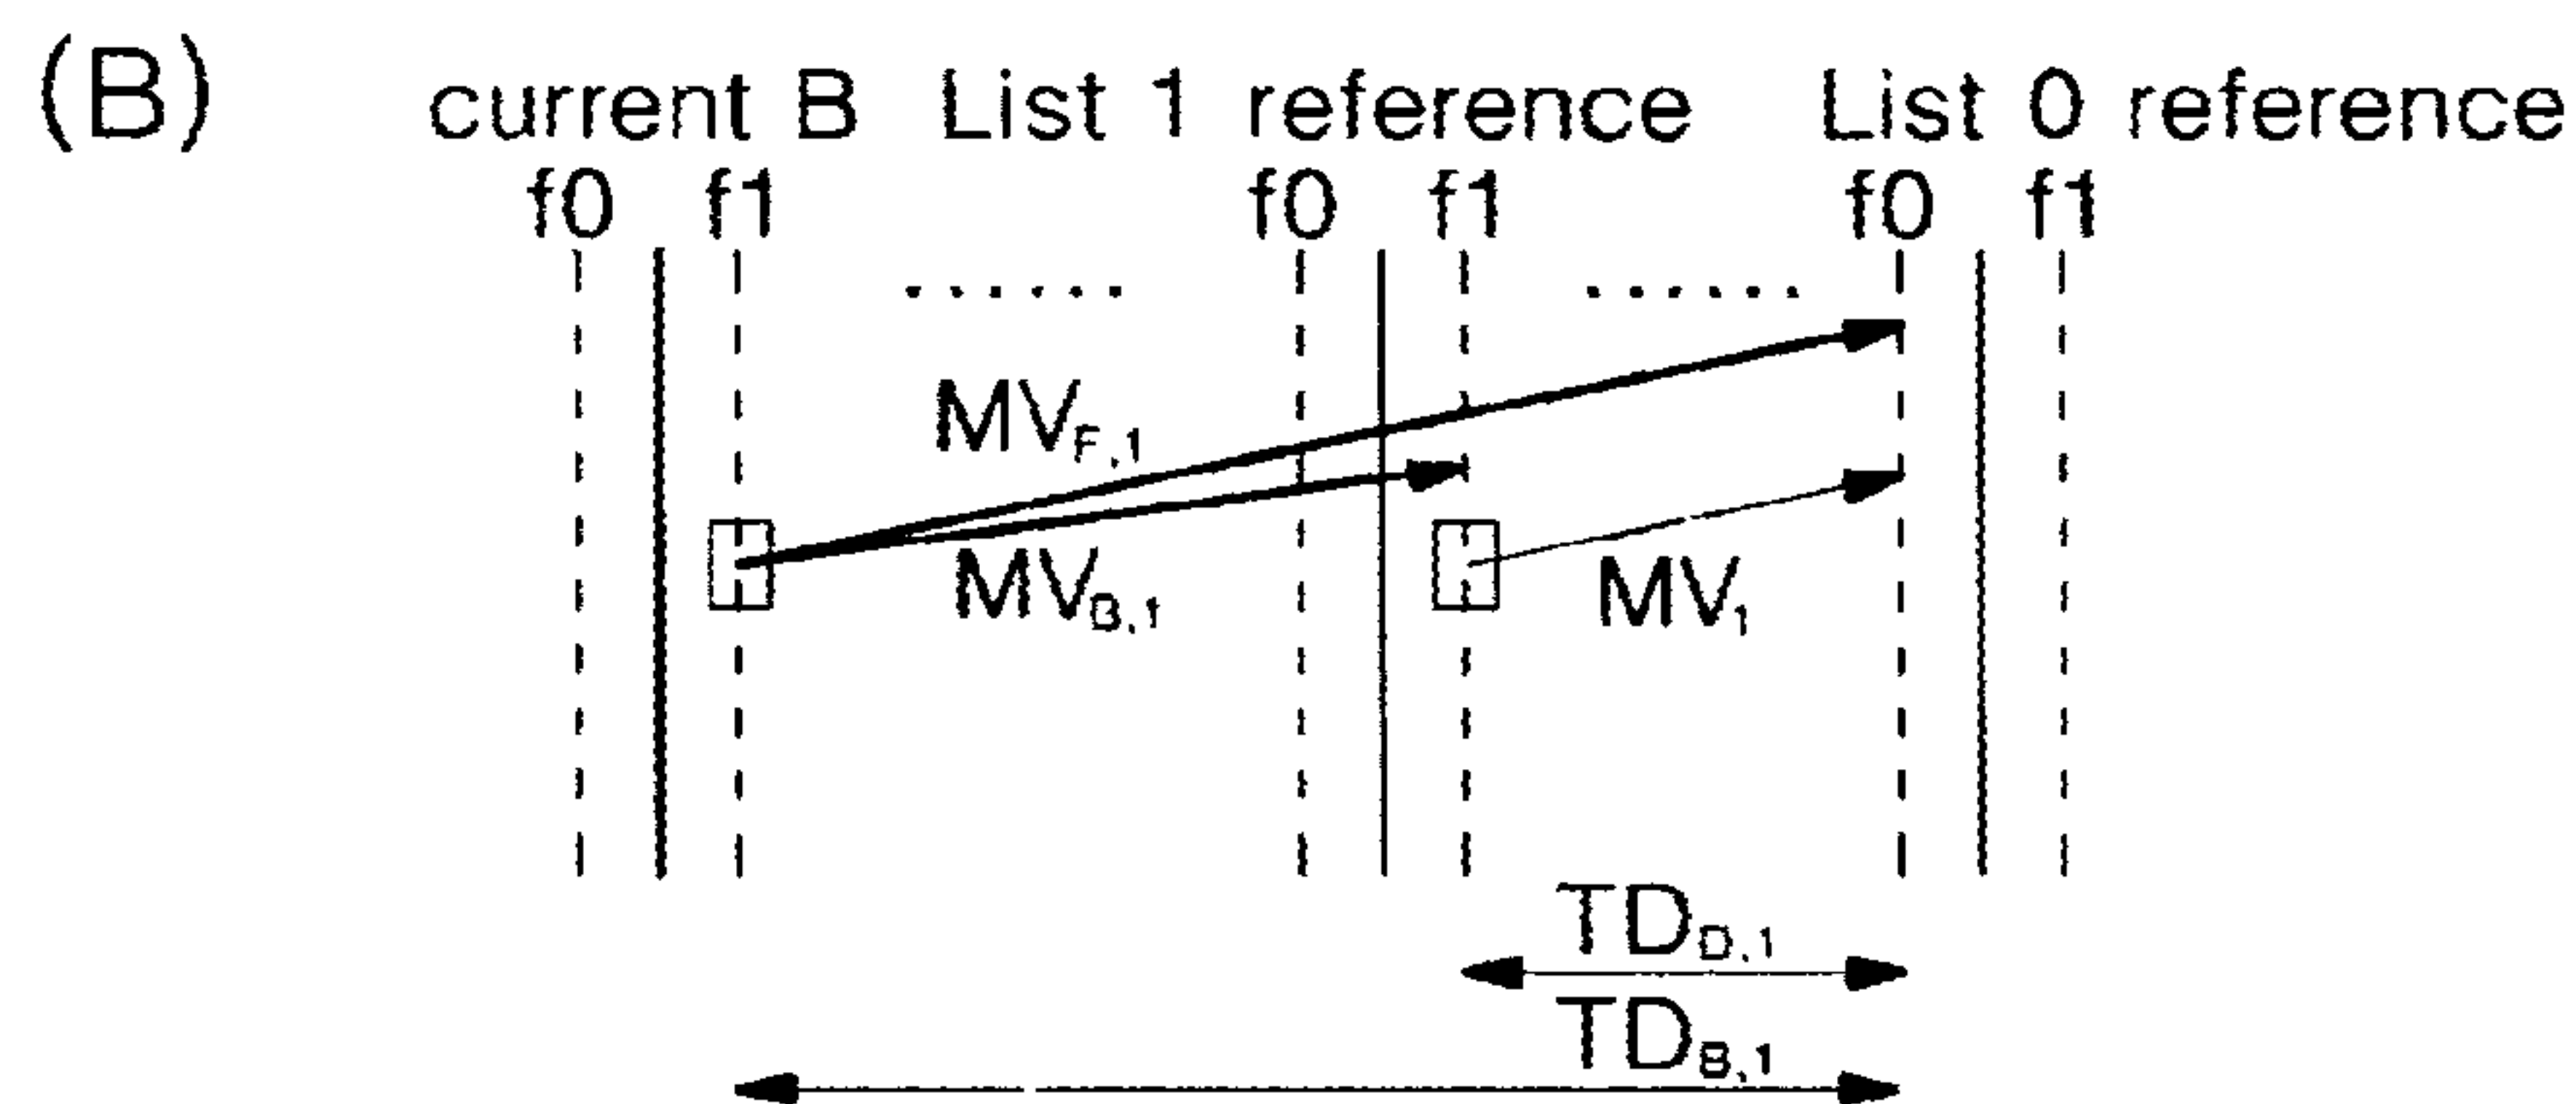 (B)
current B List 1 reference List 0 reference
f0 f1 f0 f1 f0 f1
......
......
MVF,1
MVB,1
MV1
TDD,1
TDB,1